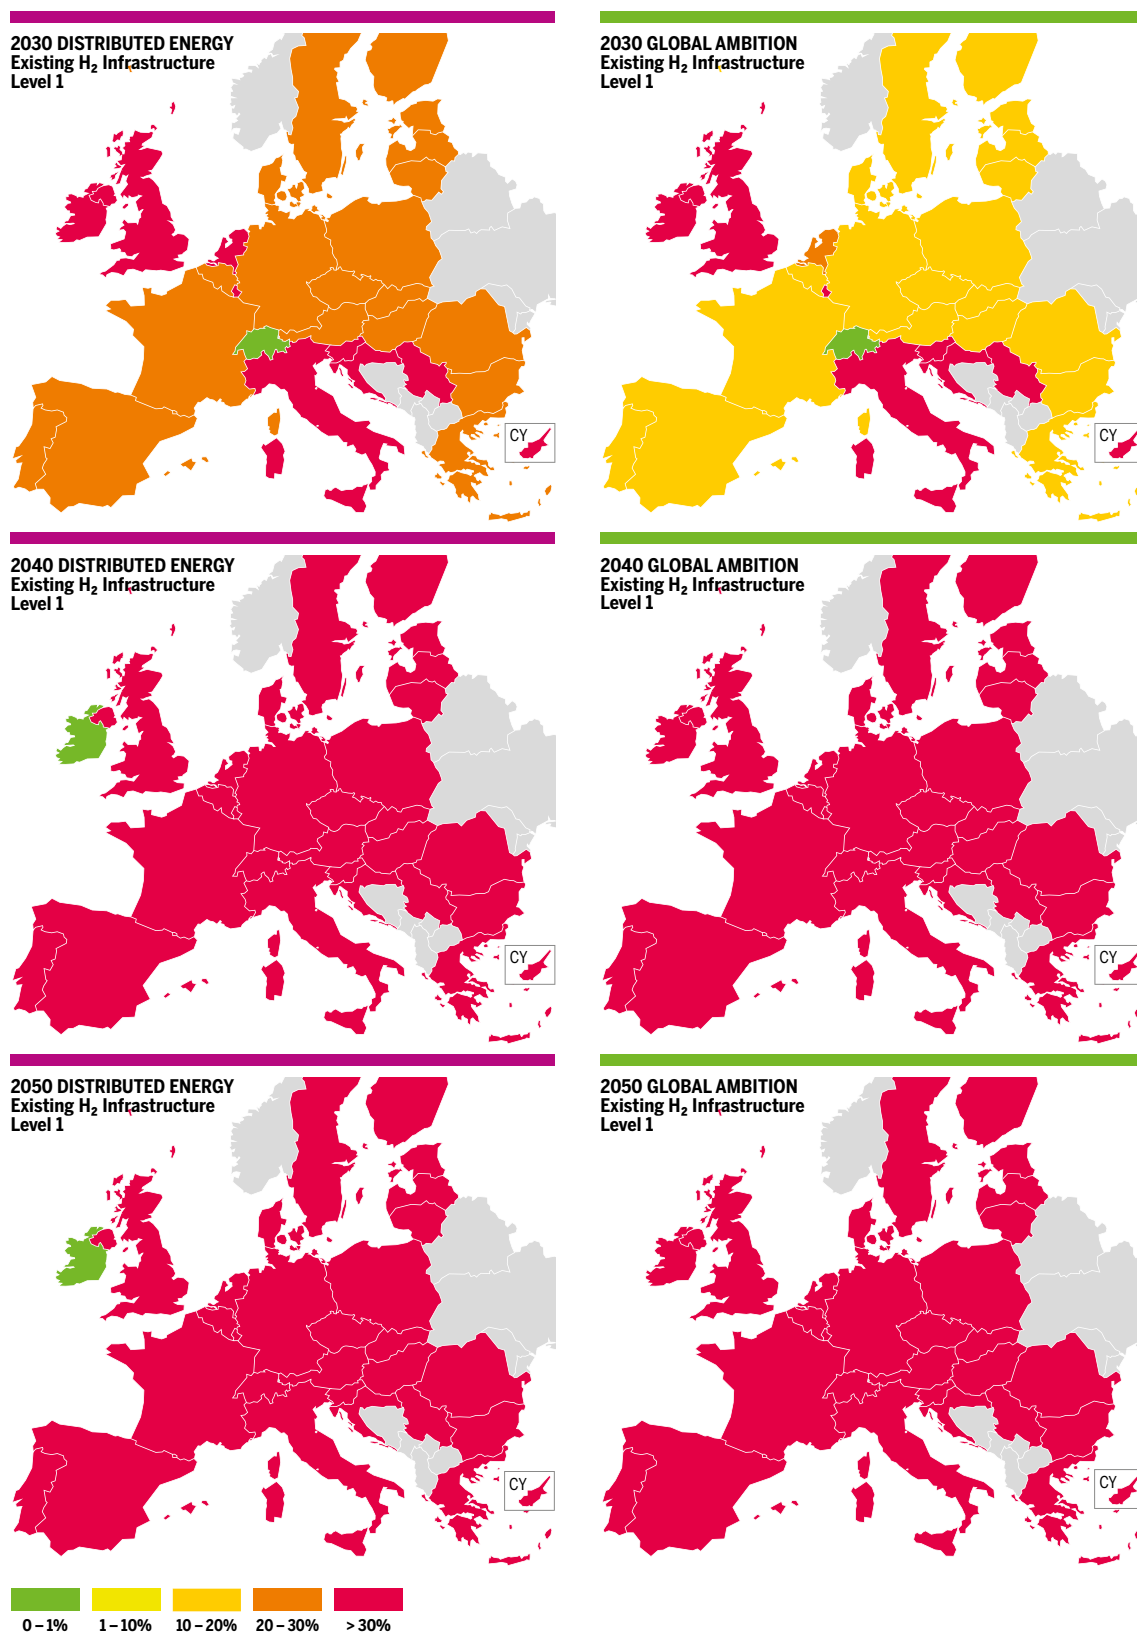 2030 DISTRIBUTED ENERGY
Existing H₂ Infrastructure
Level 1
CY
2030 GLOBAL AMBITION
Existing H₂ Infrastructure
Level 1
CY
2040 DISTRIBUTED ENERGY
Existing H₂ Infrastructure
Level 1
CY
2040 GLOBAL AMBITION
Existing H₂ Infrastructure
Level 1
CY
2050 DISTRIBUTED ENERGY
Existing H₂ Infrastructure
Level 1
CY
2050 GLOBAL AMBITION
Existing H₂ Infrastructure
Level 1
CY
0 – 1% 1 – 10% 10 – 20% 20 – 30% > 30%